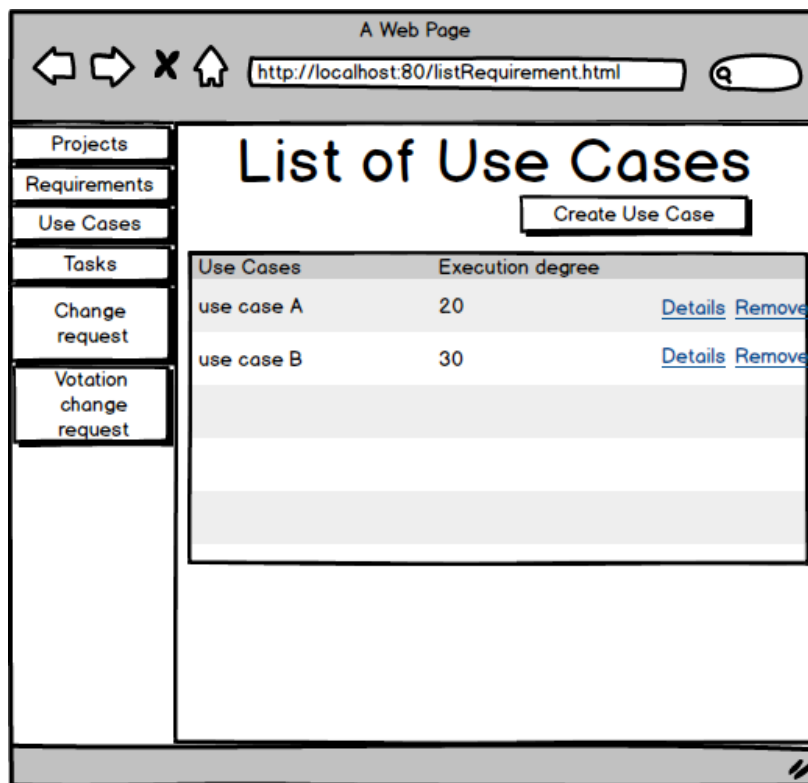 A Web Page
http://localhost:80/listRequirement.html
Projects
Requirements
Use Cases
Tasks
Change
request
Votation
change
request
List of Use Cases
Create Use Case
Use Cases Execution degree
use case A 20 Details Remove
use case B 30 Details Remove